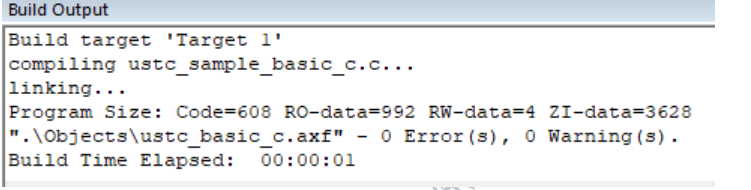 Build Output
Build target 'Target 1'
compiling ustc_sample_basic_c.c...
linking...
Program Size: Code=608 RO-data=992 RW-data=4 ZI-data=3628
".\Objects\ustc_basic_c.axf" - 0 Error(s), 0 Warning(s).
Build Time Elapsed:  00:00:01